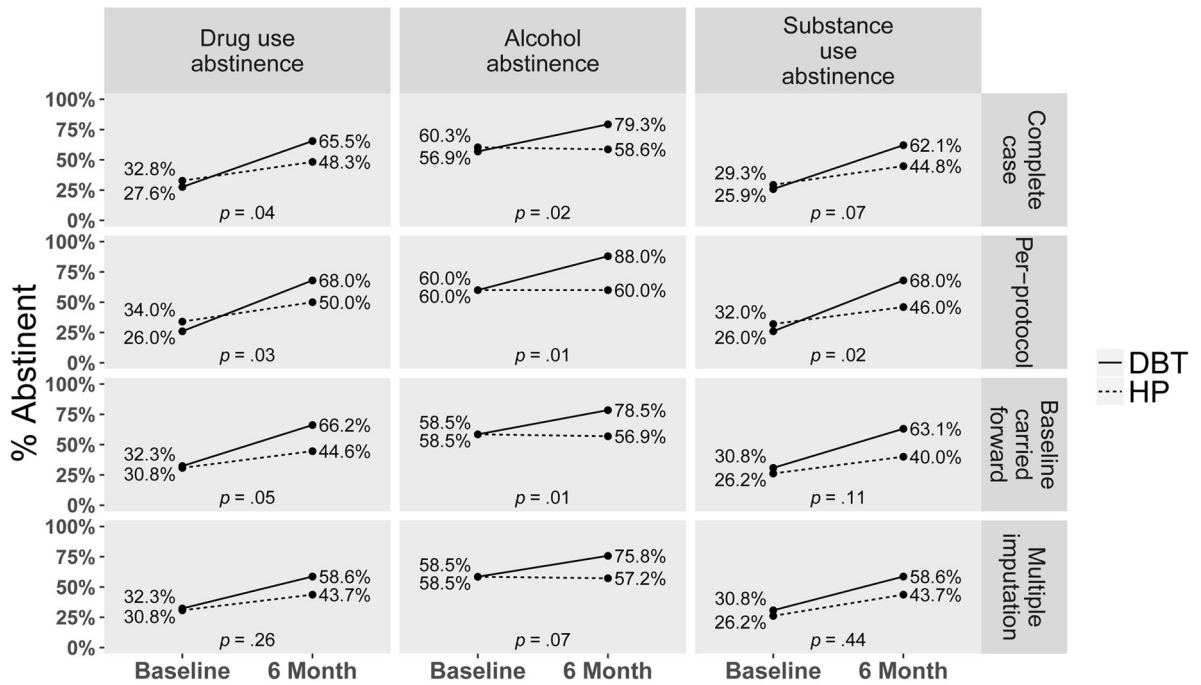 Drug use
abstinence
Alcohol
abstinence
Substance
use
abstinence
% Abstinent
100%
75%
50%
25%
0%
32.8%
27.6%
65.5%
48.3%
p = .04
60.3%
56.9%
79.3%
58.6%
p = .02
29.3%
25.9%
62.1%
44.8%
p = .07
Complete
case
100%
75%
50%
25%
0%
34.0%
26.0%
68.0%
50.0%
p = .03
60.0%
60.0%
88.0%
60.0%
p = .01
32.0%
26.0%
68.0%
46.0%
p = .02
Per−protocol
100%
75%
50%
25%
0%
32.3%
30.8%
66.2%
44.6%
p = .05
58.5%
58.5%
78.5%
56.9%
p = .01
30.8%
26.2%
63.1%
40.0%
p = .11
Baseline
carried
forward
100%
75%
50%
25%
0%
32.3%
30.8%
58.6%
43.7%
p = .26
58.5%
58.5%
75.8%
57.2%
p = .07
30.8%
26.2%
58.6%
43.7%
p = .44
Multiple
imputation
Baseline 6 Month
Baseline 6 Month
Baseline 6 Month
DBT
HP